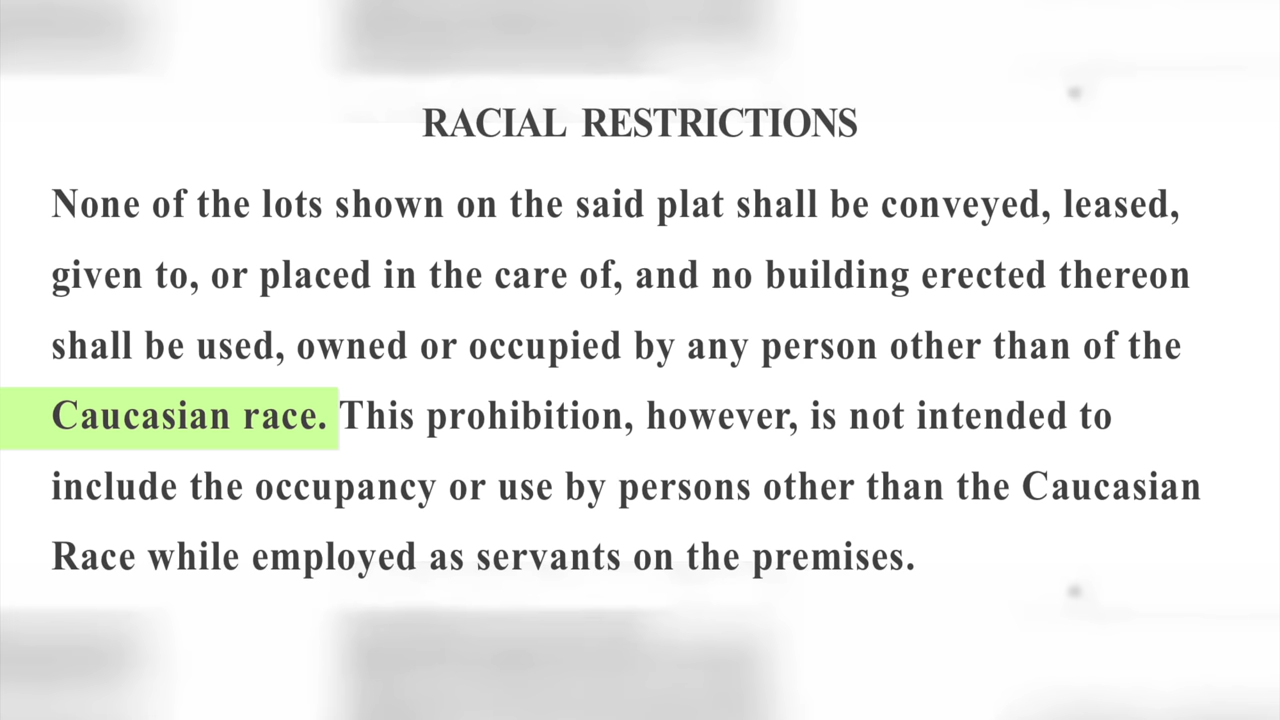 RACIAL RESTRICTIONS
None of the lots shown on the said plat shall be conveyed, leased,
given to, or placed in the care of, and no building erected thereon
shall be used, owned or occupied by any person other than of the
Caucasian race. This prohibition, however, is not intended to
include the occupancy or use by persons other than the Caucasian
Race while employed as servants on the premises.